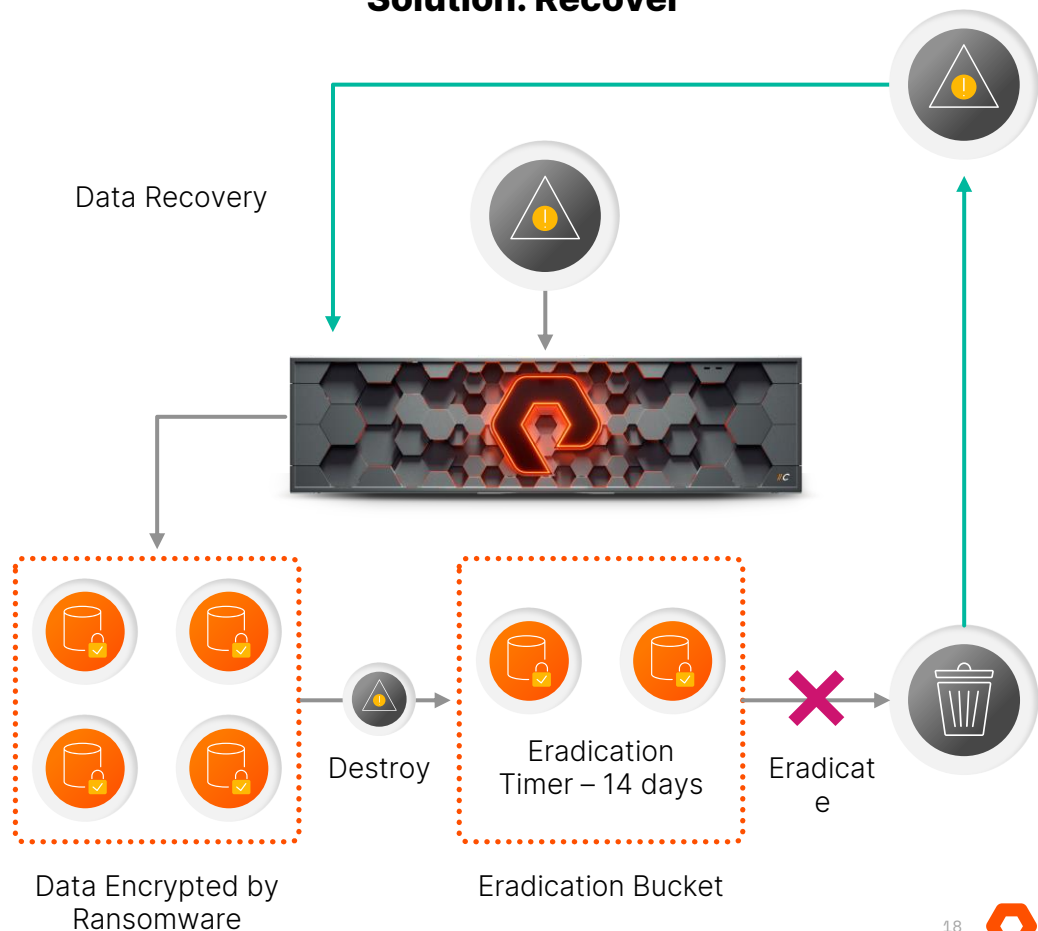 Solution: Recover
Data Recovery
//C
Destroy
Eradication
Timer – 14 days
Eradicat
e
Data Encrypted by
Ransomware
Eradication Bucket
18